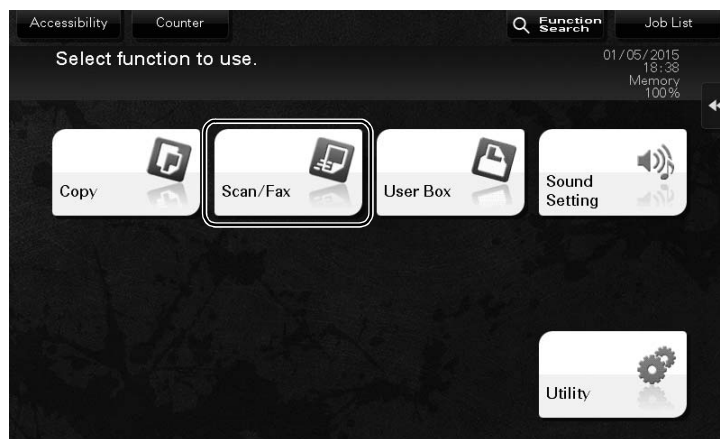 Accessibility
Counter
Function
Search
Job List
Select function to use.
01/05/2015
18:38
Memory
100%
Copy
Scan/Fax
User Box
Sound
Setting
Utility